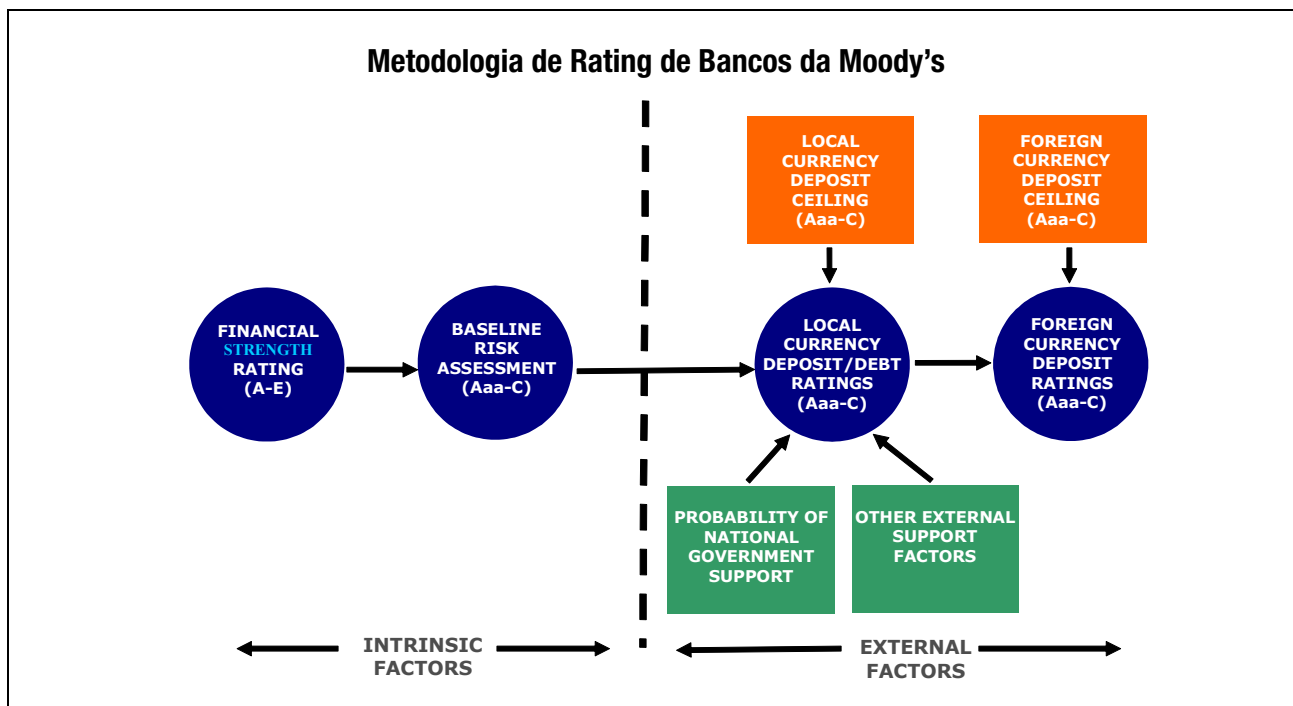 Metodologia de Rating de Bancos da Moody’s
LOCAL
CURRENCY
DEPOSIT
CEILING
(Aaa-C)
FOREIGN
CURRENCY
DEPOSIT
CEILING
(Aaa-C)
FINANCIAL
STRENGTH
RATING
(A-E)
BASELINE
RISK
ASSESSMENT
(Aaa-C)
LOCAL
CURRENCY
DEPOSIT/DEBT
RATINGS
(Aaa-C)
FOREIGN
CURRENCY
DEPOSIT
RATINGS
(Aaa-C)
PROBABILITY OF
NATIONAL
GOVERNMENT
SUPPORT
OTHER EXTERNAL
SUPPORT
FACTORS
INTRINSIC
FACTORS
EXTERNAL
FACTORS